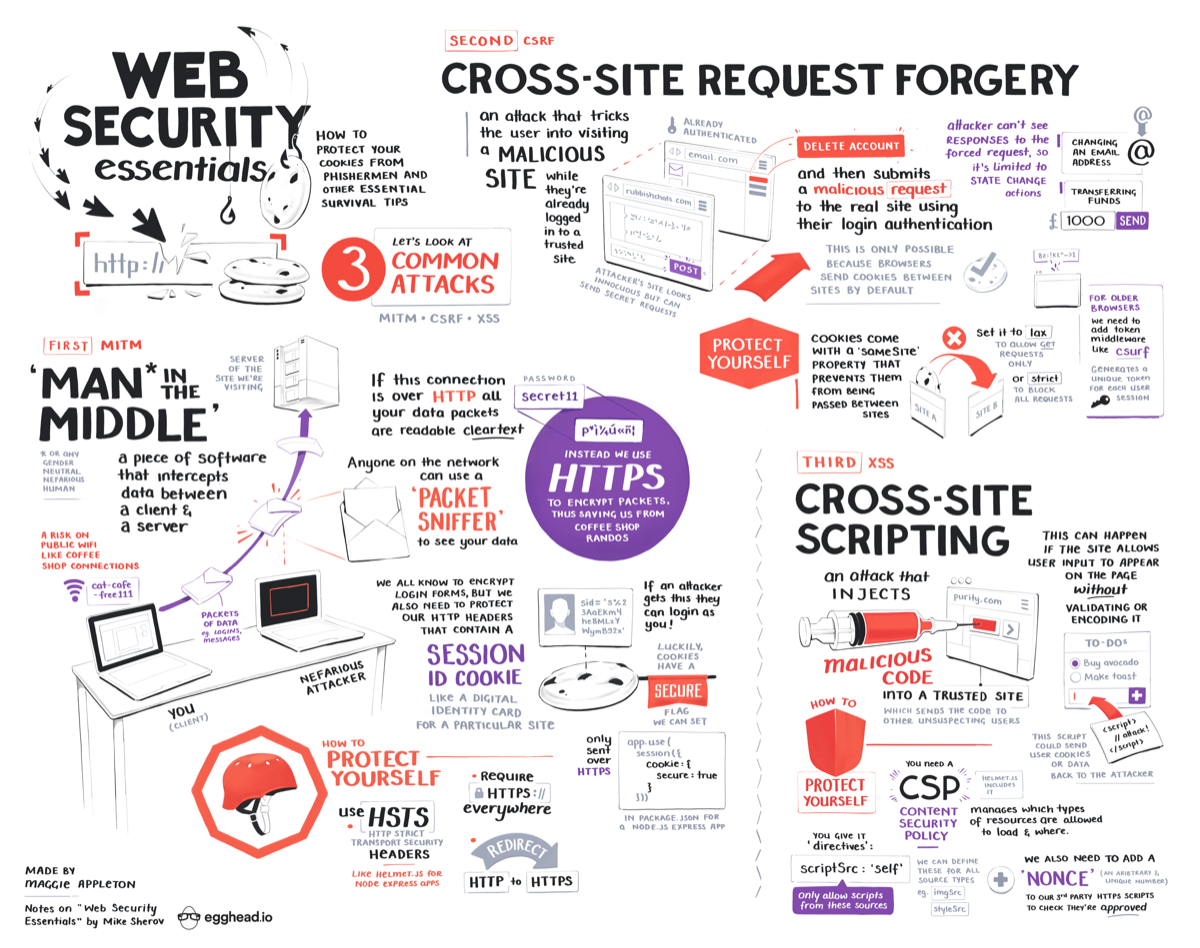 WEB
SECURITY
essentials
HOW TO
PROTECT YOUR
COOKIES FROM
PHISHERMEN AND
OTHER ESSENTIAL
SURVIVAL TIPS
http://
3
LET'S LOOK AT
COMMON
ATTACKS
MITM • CSRF • XSS
FIRST MITM
'MAN* IN
THE
MIDDLE'
* OR ANY
GENDER
NEUTRAL
NEFARIOUS
HUMAN
a piece of software
that intercepts
data between
a client &
a server
SERVER
OF THE
SITE WE'RE
VISITING
A RISK ON
PUBLIC WIFI
LIKE COFFEE
SHOP CONNECTIONS
cat-cafe
-free111
PACKETS
OF DATA
eg. LOGINS,
MESSAGES
YOU
(CLIENT)
NEFARIOUS
ATTACKER
If this connection
is over HTTP all
your data packets
are readable cleartext
PASSWORD
Secret11
INSTEAD WE USE
HTTPS
TO ENCRYPT PACKETS,
THUS SAVING US FROM
COFFEE SHOP
RANDOS
Anyone on the network
can use a
'PACKET
SNIFFER'
to see your data
WE ALL KNOW TO ENCRYPT
LOGIN FORMS, BUT WE
ALSO NEED TO PROTECT
OUR HTTP HEADERS
THAT CONTAIN A
SESSION
ID COOKIE
LIKE A DIGITAL
IDENTITY CARD
FOR A PARTICULAR SITE
sid= 's%2
3AaEkm4
he8MLzY
WymB92x'
If an attacker
gets this they
can login as
you!
LUCKILY,
COOKIES
HAVE A
SECURE
FLAG
WE CAN SET
only
sent
over
HTTPS
app.use(
session({
cookie: {
secure: true
}
}))
IN PACKAGE.JSON FOR
A NODE.JS EXPRESS APP
HOW TO
PROTECT
YOURSELF
use HSTS
HTTP STRICT
TRANSPORT SECURITY
HEADERS
LIKE HELMET.JS FOR
NODE EXPRESS APPS
• REQUIRE
HTTPS://
everywhere
REDIRECT
HTTP to HTTPS
MADE BY
MAGGIE APPLETON
Notes on "Web Security
Essentials" by Mike Sherov
egghead.io
SECOND CSRF
CROSS-SITE REQUEST FORGERY
an attack that tricks
the user into visiting
a MALICIOUS
SITE while
they're
already
logged
in to a
trusted
site
ALREADY
AUTHENTICATED
email.com
rubbishchats.com
POST
ATTACKER'S SITE LOOKS
INNOCUOUS BUT CAN
SEND SECRET REQUESTS
DELETE ACCOUNT
and then submits
a malicious request
to the real site using
their login authentication
attacker can't see
RESPONSES to the
forced request, so
it's limited to
STATE CHANGE
actions
@
CHANGING
AN EMAIL
ADDRESS
@
TRANSFERRING
FUNDS
£ 1000 SEND
THIS IS ONLY POSSIBLE
BECAUSE BROWSERS
SEND COOKIES BETWEEN
SITES BY DEFAULT
PROTECT
YOURSELF
COOKIES COME
WITH A 'SAMESITE'
PROPERTY THAT
PREVENTS THEM
FROM BEING
PASSED BETWEEN
SITES
SITE A
SITE B
Set it to lax
TO ALLOW GET
REQUESTS
ONLY
or strict
TO BLOCK
ALL REQUESTS
FOR OLDER
BROWSERS
we need to
add token
middleware
like csurf
GENERATES A
UNIQUE TOKEN
FOR EACH USER
SESSION
THIRD XSS
CROSS-SITE
SCRIPTING
an attack that
INJECTS
MALICIOUS
CODE
purity.com
INTO A TRUSTED SITE
WHICH SENDS THE CODE TO
OTHER UNSUSPECTING USERS
THIS CAN HAPPEN
IF THE SITE ALLOWS
USER INPUT TO APPEAR
ON THE PAGE
without
VALIDATING OR
ENCODING IT
TO-DOs
Buy avocado
Make toast
<script>
// attack!
</script>
THIS SCRIPT
COULD SEND
USER COOKIES
OR DATA
BACK TO THE ATTACKER
HOW TO
PROTECT
YOURSELF
YOU NEED A
CSP
CONTENT
SECURITY
POLICY
HELMET.JS
INCLUDES
IT
manages which types
of resources are allowed
to load & where.
YOU GIVE IT
'directives':
scriptSrc: 'self'
Only allow scripts
from these sources
WE CAN DEFINE
THESE FOR ALL
SOURCE TYPES
eg. imgSrc
styleSrc
WE ALSO NEED TO ADD A
'NONCE' (AN ARBITRARY &
UNIQUE NUMBER)
TO OUR 3RD PARTY HTTPS SCRIPTS
TO CHECK THEY'RE approved